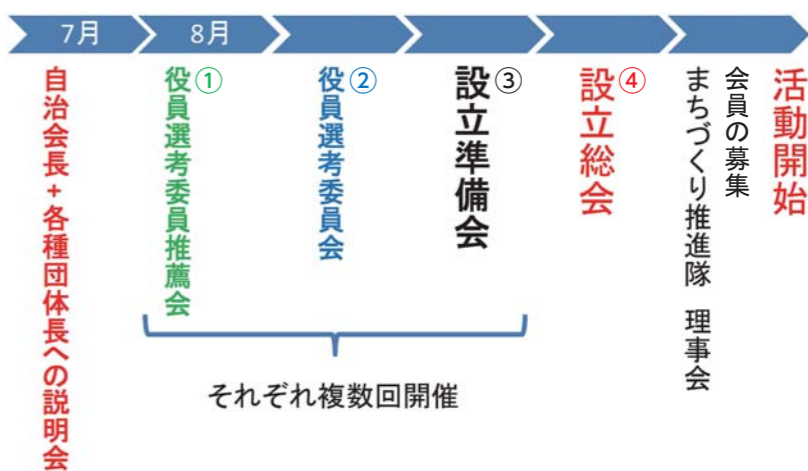 7月
8月
自治会長+各種団体長への説明会
役員選考委員推薦会①
役員選考委員会②
設立準備会③
設立総会④
まちづくり推進隊 理事会
会員の募集
活動開始
それぞれ複数回開催